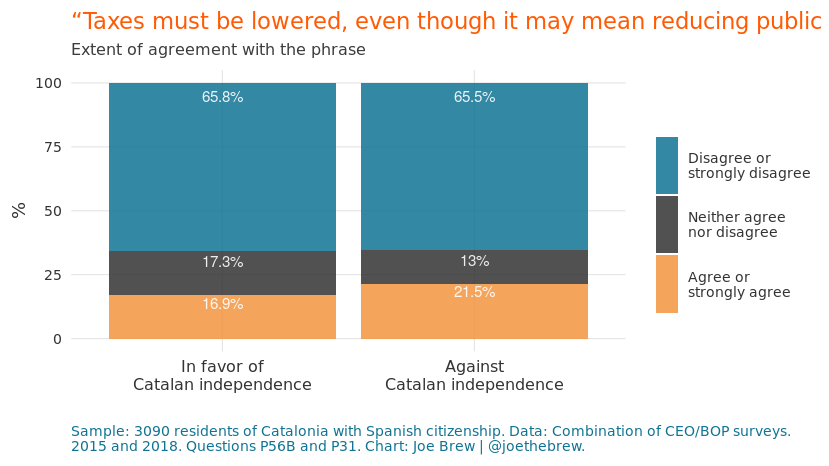 “Taxes must be lowered, even though it may mean reducing public
Extent of agreement with the phrase
100
75
50
25
0
%
65.8%
65.5%
17.3%
13%
16.9%
21.5%
Disagree or
strongly disagree
Neither agree
nor disagree
Agree or
strongly agree
In favor of
Catalan independence
Against
Catalan independence
Sample: 3090 residents of Catalonia with Spanish citizenship. Data: Combination of CEO/BOP surveys.
2015 and 2018. Questions P56B and P31. Chart: Joe Brew | @joethebrew.